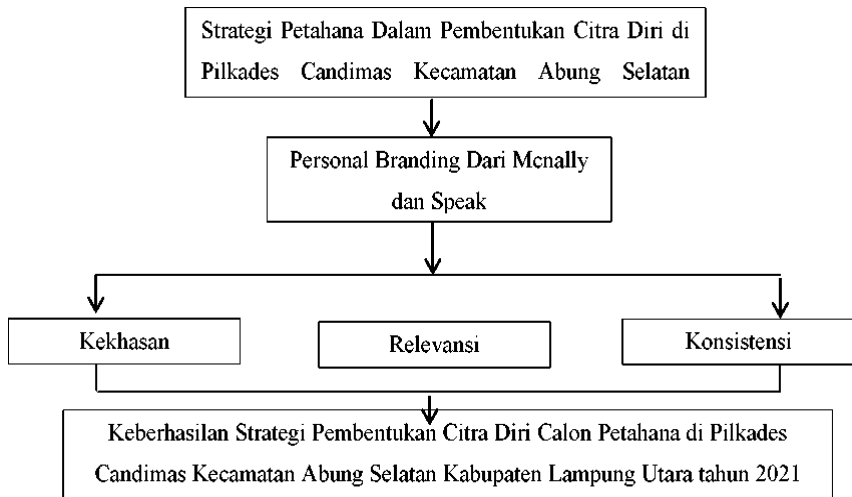 Strategi Petahana Dalam Pembentukan Citra Diri di
Pilkades Candimas Kecamatan Abung Selatan
Personal Branding Dari Mcnally
dan Speak
Kekhasan
Relevansi
Konsistensi
Keberhasilan Strategi Pembentukan Citra Diri Calon Petahana di Pilkades
Candimas Kecamatan Abung Selatan Kabupaten Lampung Utara tahun 2021